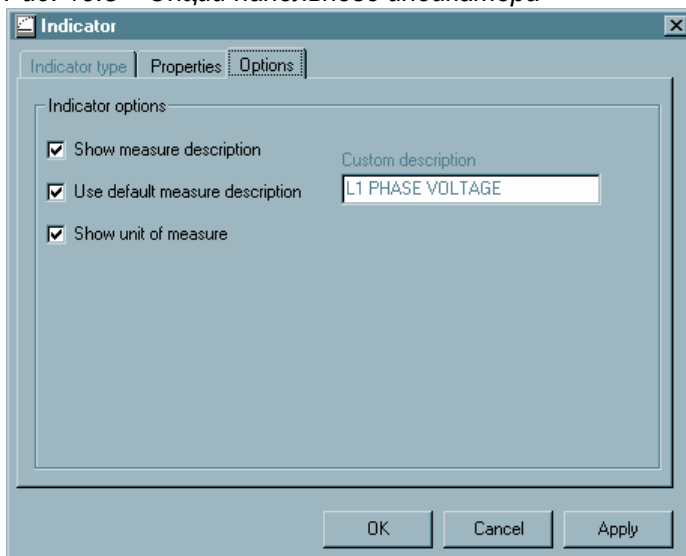 Indicator
Indicator type Properties Options
Indicator options
Show measure description
Custom description
Use default measure description
L1 PHASE VOLTAGE
Show unit of measure
OK Cancel Apply